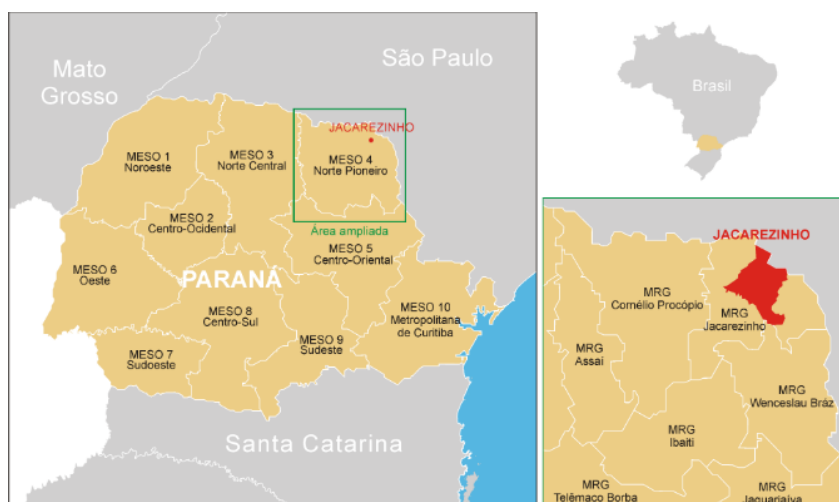 Mato
Grosso
São Paulo
JACAREZINHO
MESO 1
Noroeste
MESO 3
Norte Central
MESO 4
Norte Pioneiro
Área ampliada
MESO 2
Centro-Ocidental
MESO 5
Centro-Oriental
MESO 6
Oeste
PARANÁ
MESO 8
Centro-Sul
MESO 10
Metropolitana
de Curitiba
MESO 7
Sudoeste
MESO 9
Sudeste
Santa Catarina
Brasil
JACAREZINHO
MRG
Cornélio Procópio
MRG
Jacarezinho
MRG
Assaí
MRG
Wenceslau Bráz
MRG
Ibaiti
MRG
Telêmaco Borba
MRG
Jaguariaíva